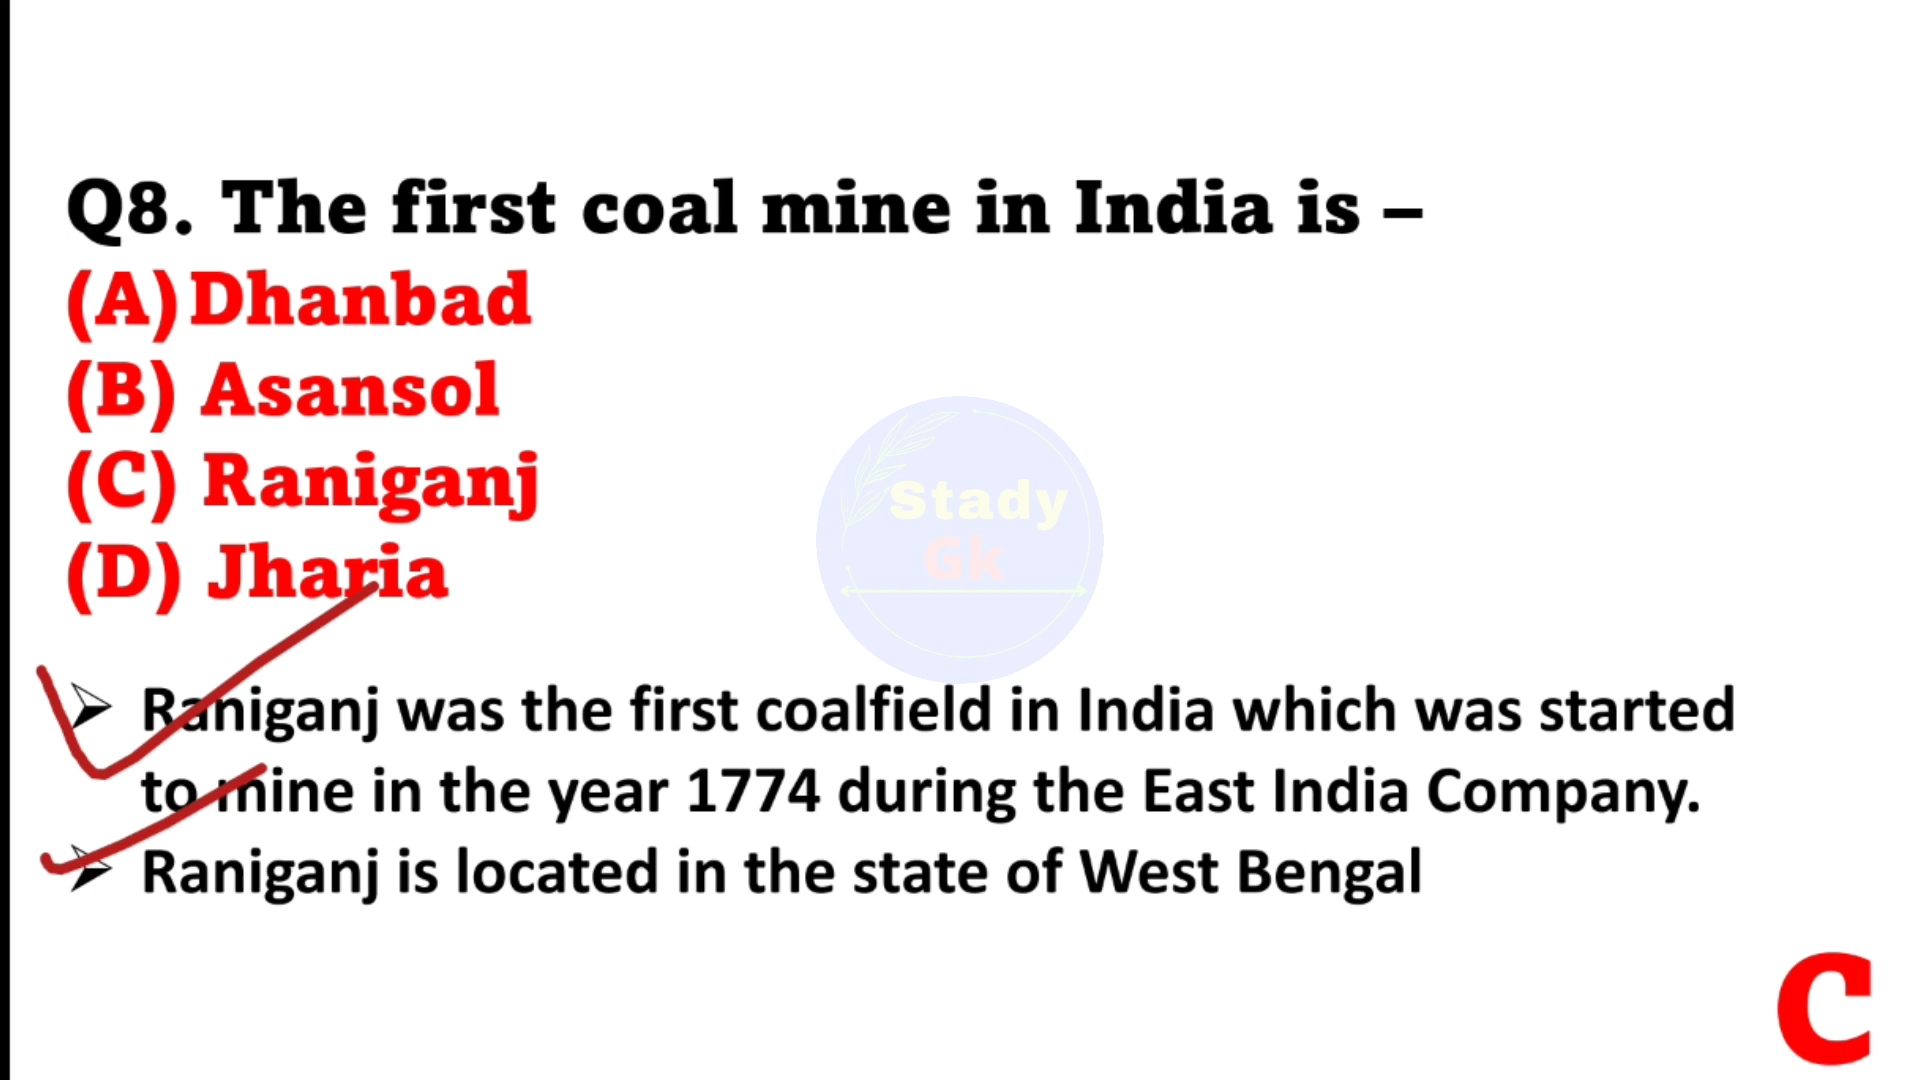 Q8. The first coal mine in India is –
(A) Dhanbad
(B) Asansol
(C) Raniganj
(D) Jharia
Stady
Gk
➢ Raniganj was the first coalfield in India which was started
to mine in the year 1774 during the East India Company.
➢ Raniganj is located in the state of West Bengal
C